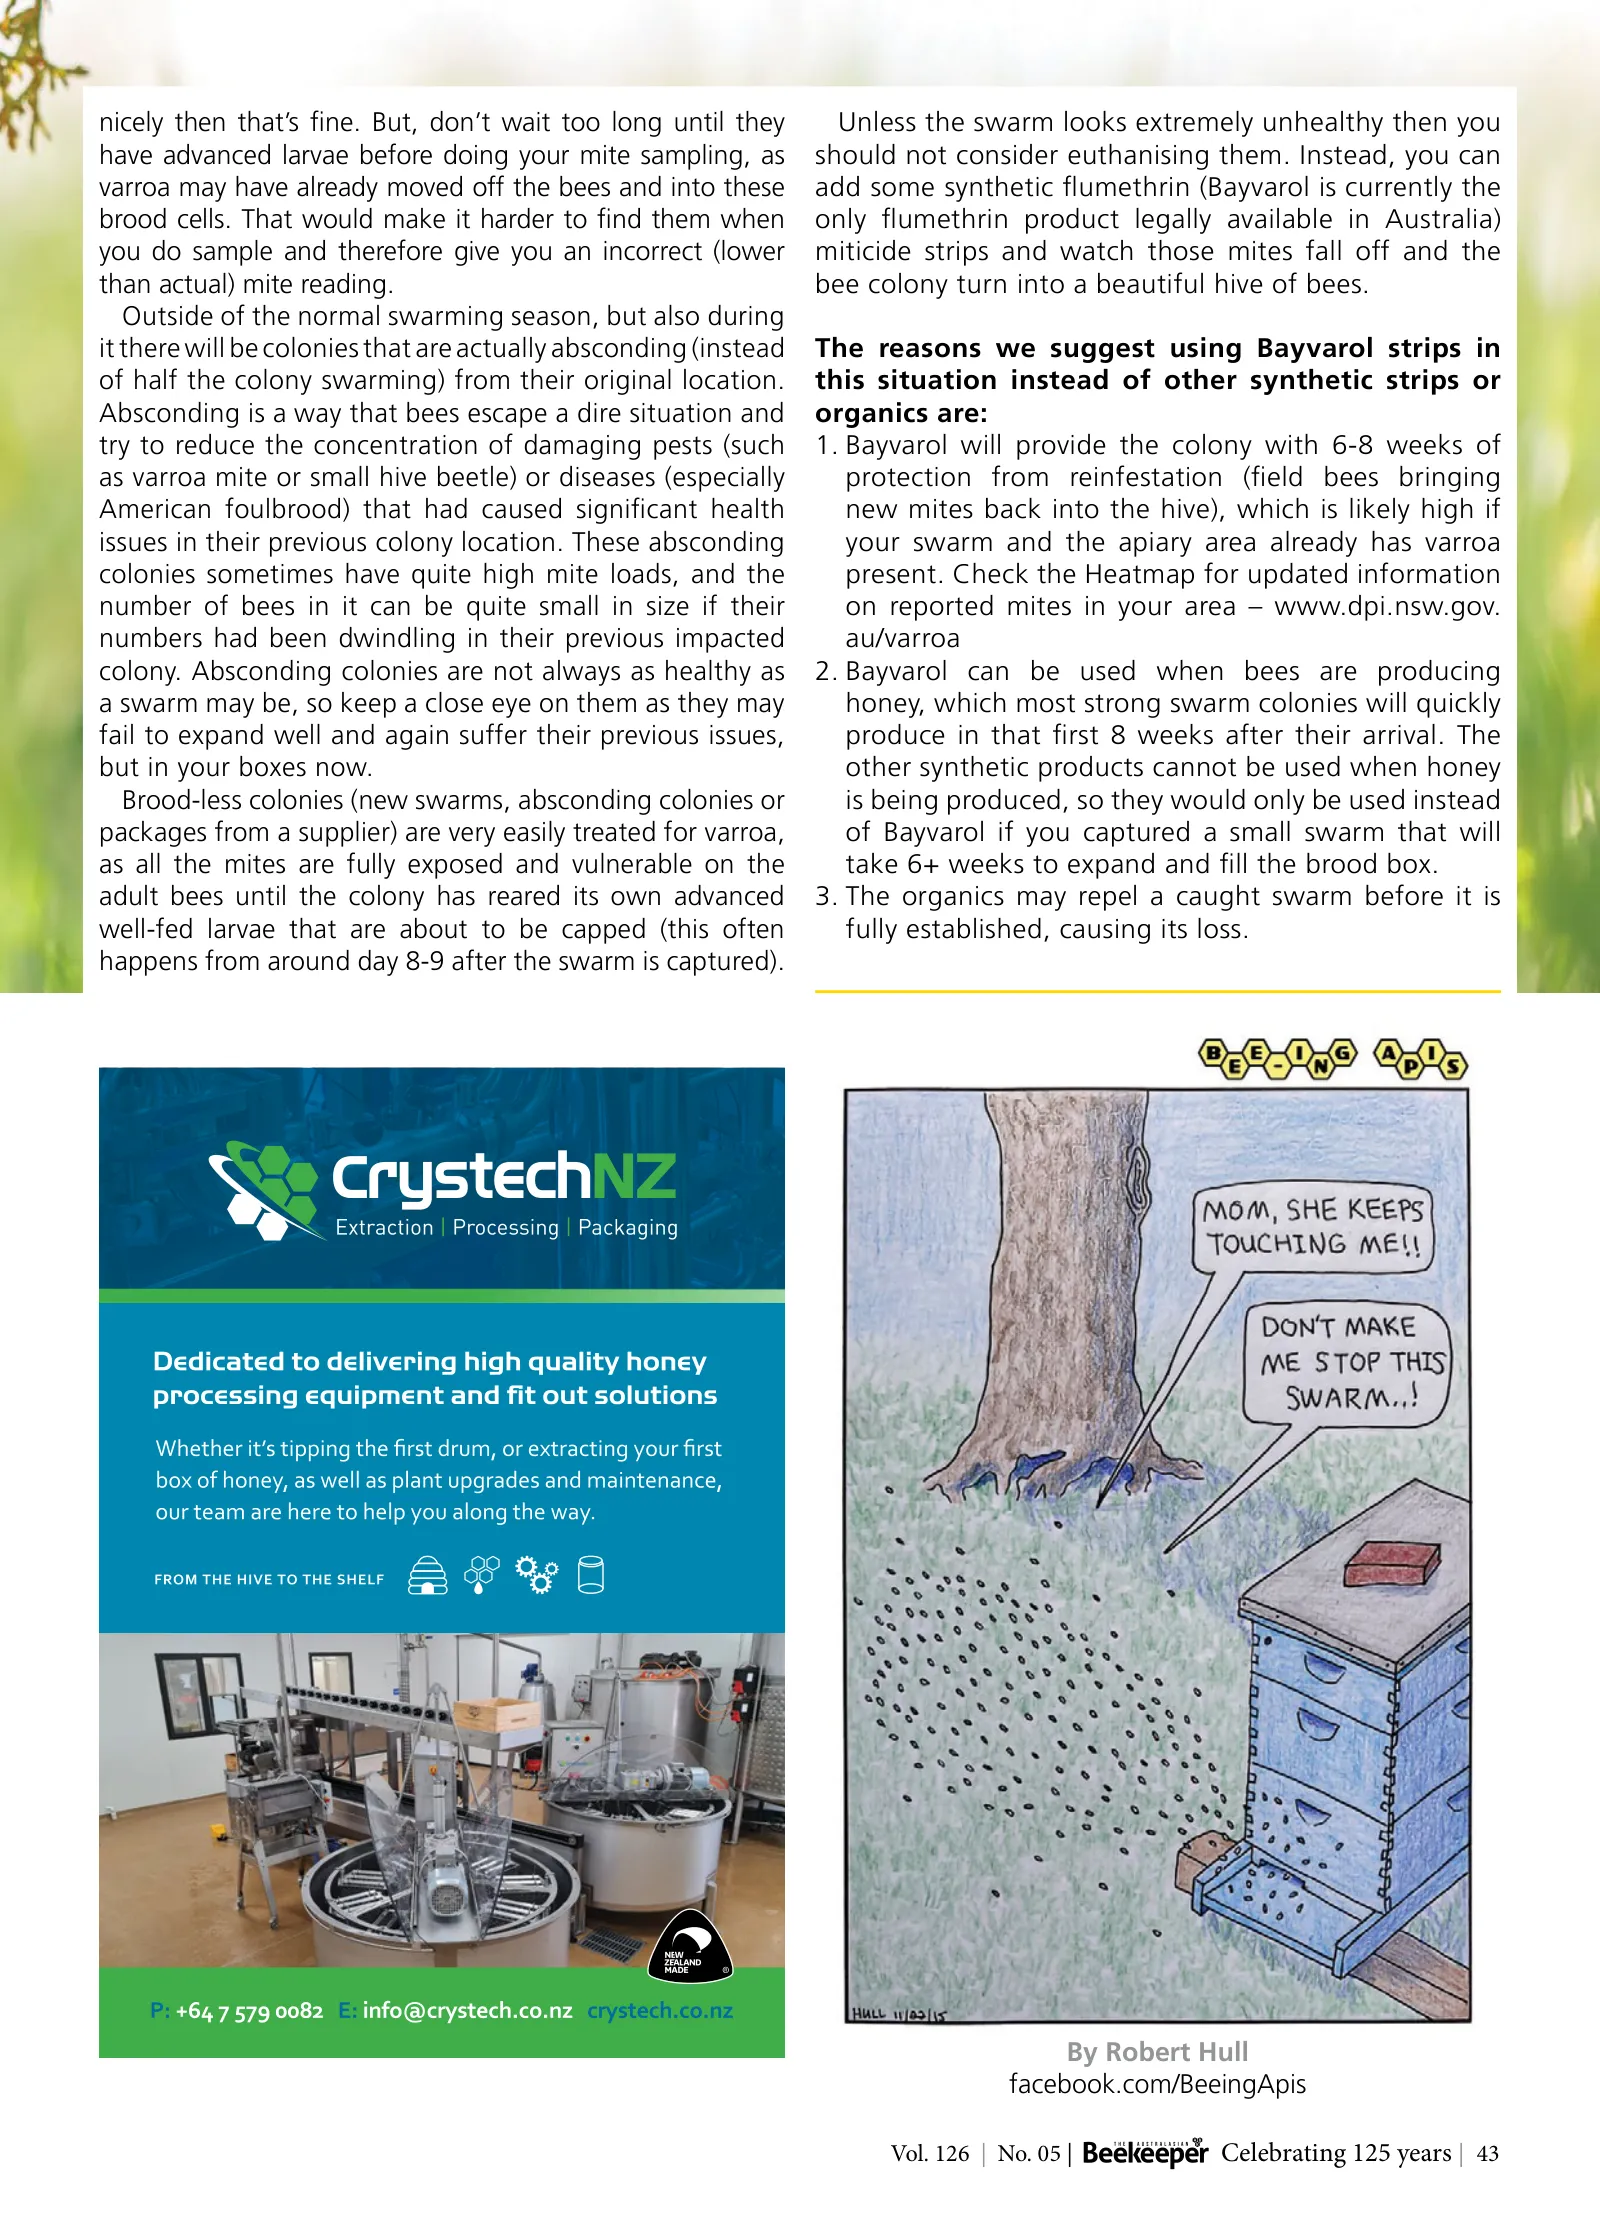 nicely then that’s fine. But, don’t wait too long until they
have advanced larvae before doing your mite sampling, as
varroa may have already moved off the bees and into these
brood cells. That would make it harder to find them when
you do sample and therefore give you an incorrect (lower
than actual) mite reading.
Outside of the normal swarming season, but also during
it there will be colonies that are actually absconding (instead
of half the colony swarming) from their original location.
Absconding is a way that bees escape a dire situation and
try to reduce the concentration of damaging pests (such
as varroa mite or small hive beetle) or diseases (especially
American foulbrood) that had caused significant health
issues in their previous colony location. These absconding
colonies sometimes have quite high mite loads, and the
number of bees in it can be quite small in size if their
numbers had been dwindling in their previous impacted
colony. Absconding colonies are not always as healthy as
a swarm may be, so keep a close eye on them as they may
fail to expand well and again suffer their previous issues,
but in your boxes now.
Brood-less colonies (new swarms, absconding colonies or
packages from a supplier) are very easily treated for varroa,
as all the mites are fully exposed and vulnerable on the
adult bees until the colony has reared its own advanced
well-fed larvae that are about to be capped (this often
happens from around day 8-9 after the swarm is captured).
Unless the swarm looks extremely unhealthy then you
should not consider euthanising them. Instead, you can
add some synthetic flumethrin (Bayvarol is currently the
only flumethrin product legally available in Australia)
miticide strips and watch those mites fall off and the
bee colony turn into a beautiful hive of bees.
The reasons we suggest using Bayvarol strips in
this situation instead of other synthetic strips or
organics are:
1. Bayvarol will provide the colony with 6-8 weeks of
protection from reinfestation (field bees bringing
new mites back into the hive), which is likely high if
your swarm and the apiary area already has varroa
present. Check the Heatmap for updated information
on reported mites in your area – www.dpi.nsw.gov.
au/varroa
2. Bayvarol can be used when bees are producing
honey, which most strong swarm colonies will quickly
produce in that first 8 weeks after their arrival. The
other synthetic products cannot be used when honey
is being produced, so they would only be used instead
of Bayvarol if you captured a small swarm that will
take 6+ weeks to expand and fill the brood box.
3. The organics may repel a caught swarm before it is
fully established, causing its loss.
CrystechNZ
Extraction | Processing | Packaging
Dedicated to delivering high quality honey
processing equipment and fit out solutions
Whether it’s tipping the first drum, or extracting your first
box of honey, as well as plant upgrades and maintenance,
our team are here to help you along the way.
FROM THE HIVE TO THE SHELF
NEW
ZEALAND
MADE
®
P: +64 7 579 0082 E: info@crystech.co.nz crystech.co.nz
BEE-ING APIS
MOM, SHE KEEPS
TOUCHING ME!!
DON'T MAKE
ME STOP THIS
SWARM..!
HULL 11/22/15
By Robert Hull
facebook.com/BeeingApis
Vol. 126 | No. 05 | THE AUSTRALASIAN Beekeeper Celebrating 125 years | 43